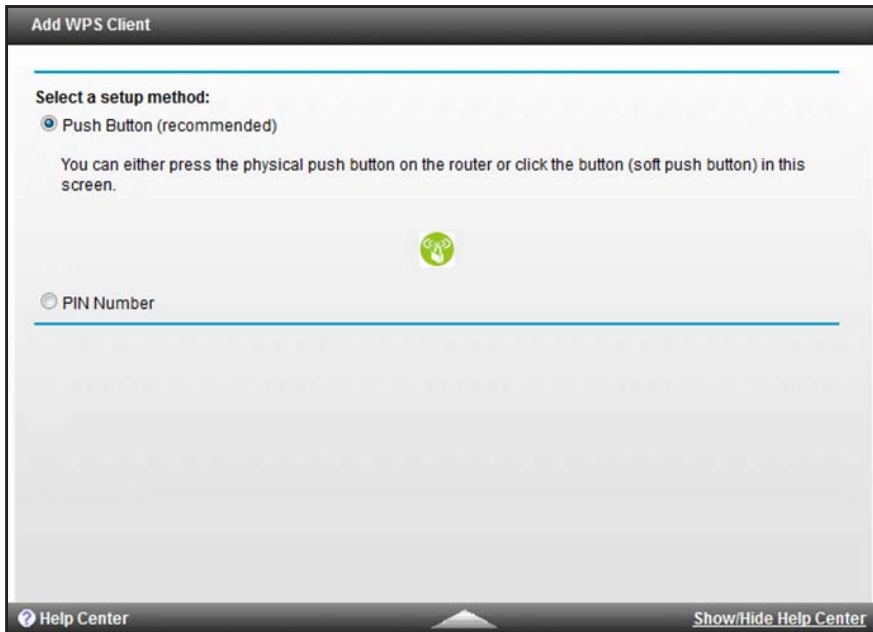 Add WPS Client
Select a setup method:
Push Button (recommended)
You can either press the physical push button on the router or click the button (soft push button) in this
screen.
PIN Number
Help Center
Show/Hide Help Center